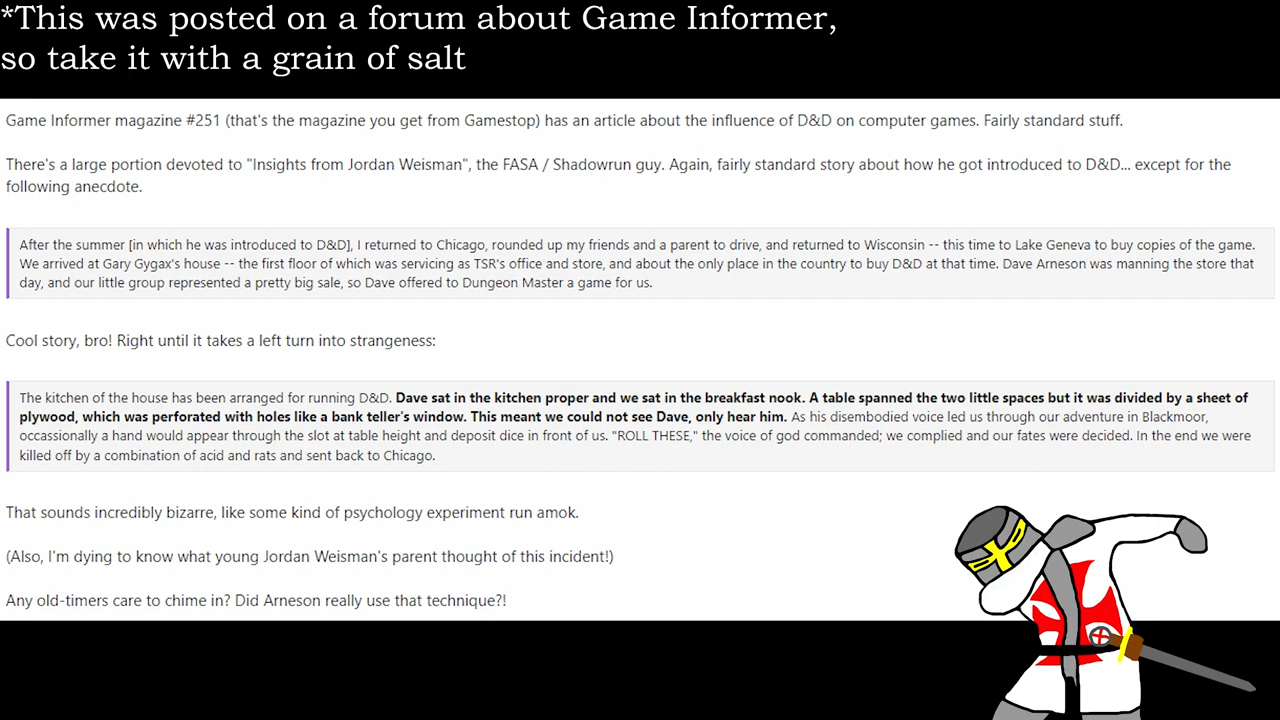 *This was posted on a forum about Game Informer,
so take it with a grain of salt
Game Informer magazine #251 (that's the magazine you get from Gamestop) has an article about the influence of D&D on computer games. Fairly standard stuff.
There's a large portion devoted to "Insights from Jordan Weisman", the FASA / Shadowrun guy. Again, fairly standard story about how he got introduced to D&D... except for the
following anecdote.
After the summer [in which he was introduced to D&D], I returned to Chicago, rounded up my friends and a parent to drive, and returned to Wisconsin -- this time to Lake Geneva to buy copies of the game.
We arrived at Gary Gygax's house -- the first floor of which was servicing as TSR's office and store, and about the only place in the country to buy D&D at that time. Dave Arneson was manning the store that
day, and our little group represented a pretty big sale, so Dave offered to Dungeon Master a game for us.
Cool story, bro! Right until it takes a left turn into strangeness:
The kitchen of the house has been arranged for running D&D. Dave sat in the kitchen proper and we sat in the breakfast nook. A table spanned the two little spaces but it was divided by a sheet of
plywood, which was perforated with holes like a bank teller's window. This meant we could not see Dave, only hear him. As his disembodied voice led us through our adventure in Blackmoor,
occassionally a hand would appear through the slot at table height and deposit dice in front of us. "ROLL THESE," the voice of god commanded; we complied and our fates were decided. In the end we were
killed off by a combination of acid and rats and sent back to Chicago.
That sounds incredibly bizarre, like some kind of psychology experiment run amok.
(Also, I'm dying to know what young Jordan Weisman's parent thought of this incident!)
Any old-timers care to chime in? Did Arneson really use that technique?!